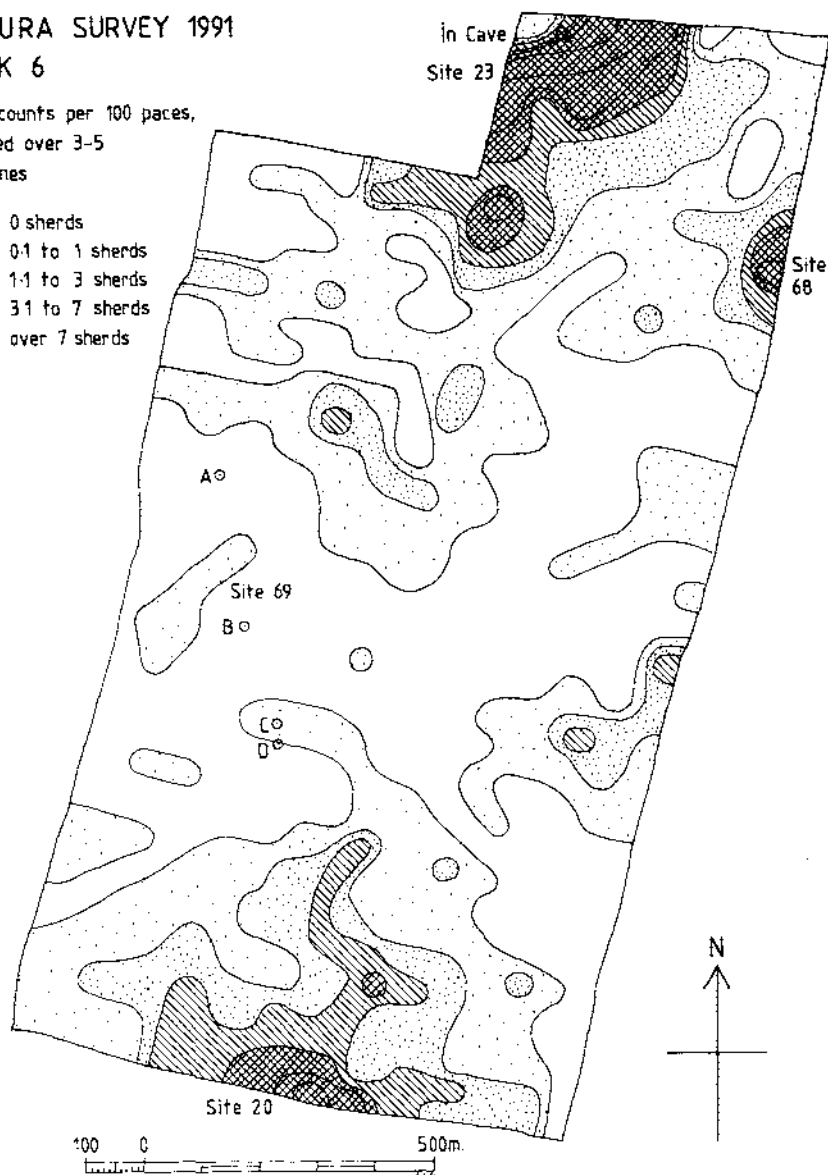 URA SURVEY 1991
K 6
counts per 100 paces,
ed over 3-5
nes
0 sherds
0·1 to 1 sherds
1·1 to 3 sherds
3·1 to 7 sherds
over 7 sherds
In Cave
Site 23
Site
68
A
Site 69
B
C
D
N
Site 20
100 0 500m.